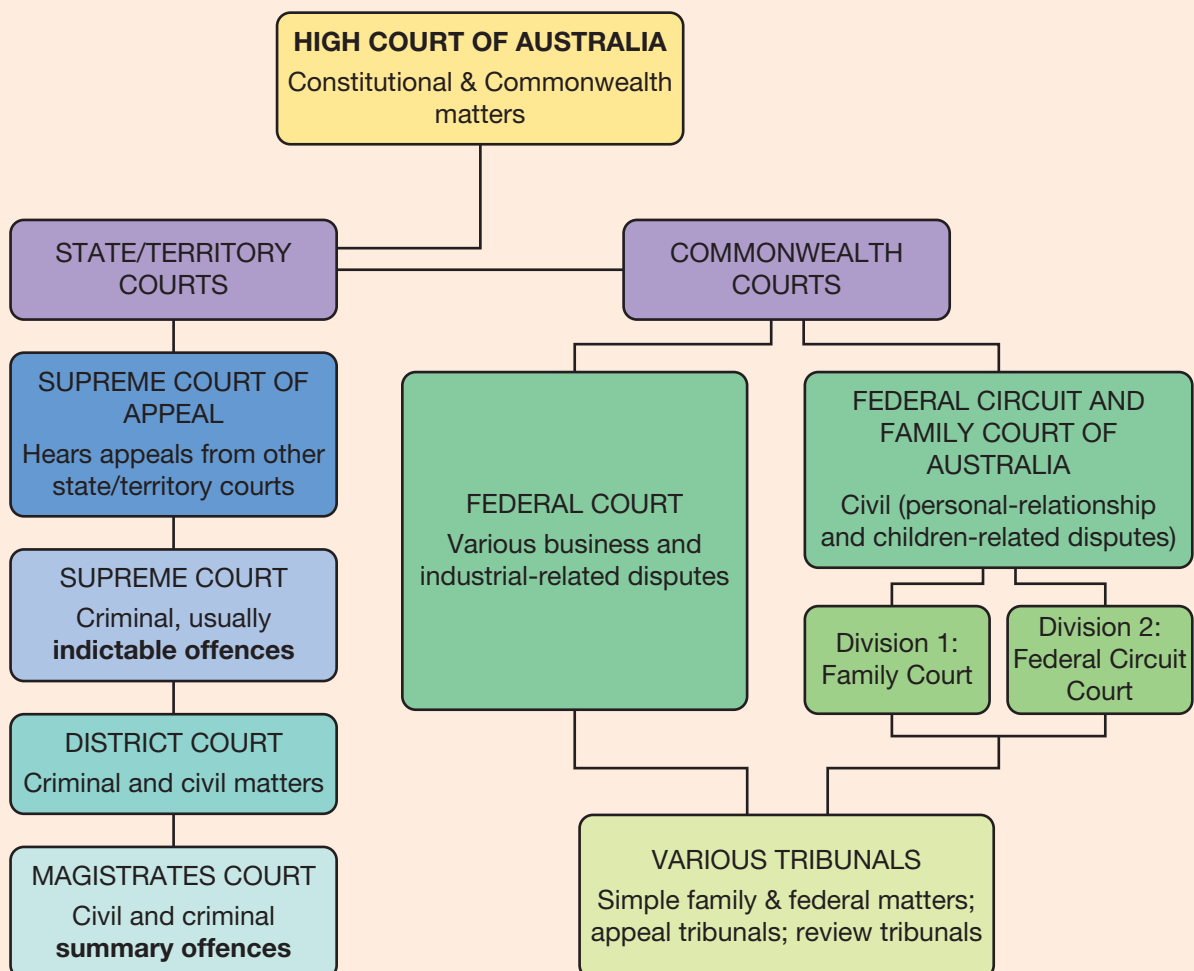 HIGH COURT OF AUSTRALIA
Constitutional & Commonwealth
matters
STATE/TERRITORY
COURTS
COMMONWEALTH
COURTS
SUPREME COURT OF
APPEAL
Hears appeals from other
state/territory courts
SUPREME COURT
Criminal, usually
indictable offences
DISTRICT COURT
Criminal and civil matters
MAGISTRATES COURT
Civil and criminal
summary offences
FEDERAL COURT
Various business and
industrial-related disputes
FEDERAL CIRCUIT AND
FAMILY COURT OF
AUSTRALIA
Civil (personal-relationship
and children-related disputes)
Division 1:
Family Court
Division 2:
Federal Circuit
Court
VARIOUS TRIBUNALS
Simple family & federal matters;
appeal tribunals; review tribunals